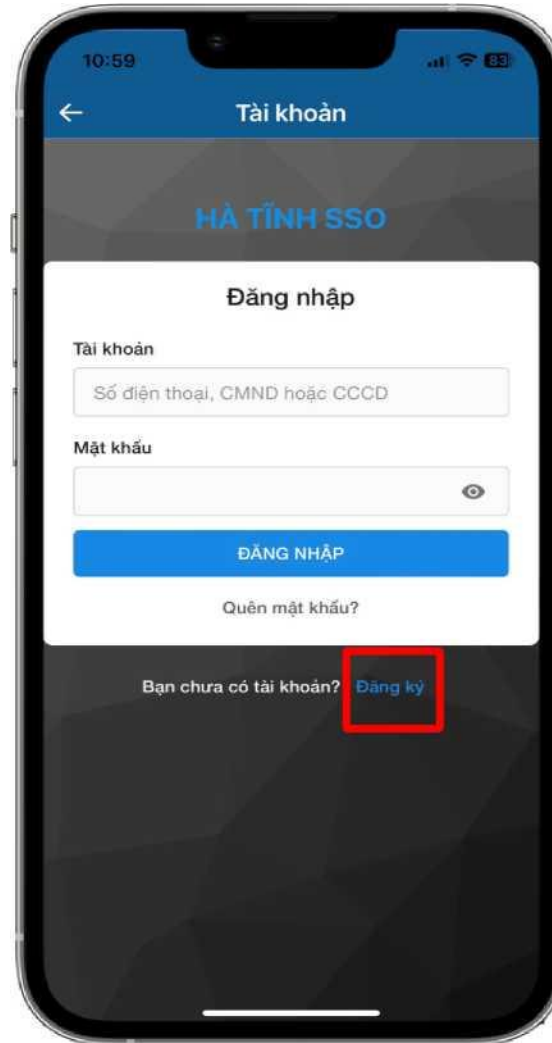 10:59
83
Tài khoản
HÀ TĨNH SSO
Đăng nhập
Tài khoản
Số điện thoại, CMND hoặc CCCD
Mật khẩu
ĐĂNG NHẬP
Quên mật khẩu?
Bạn chưa có tài khoản? Đăng ký